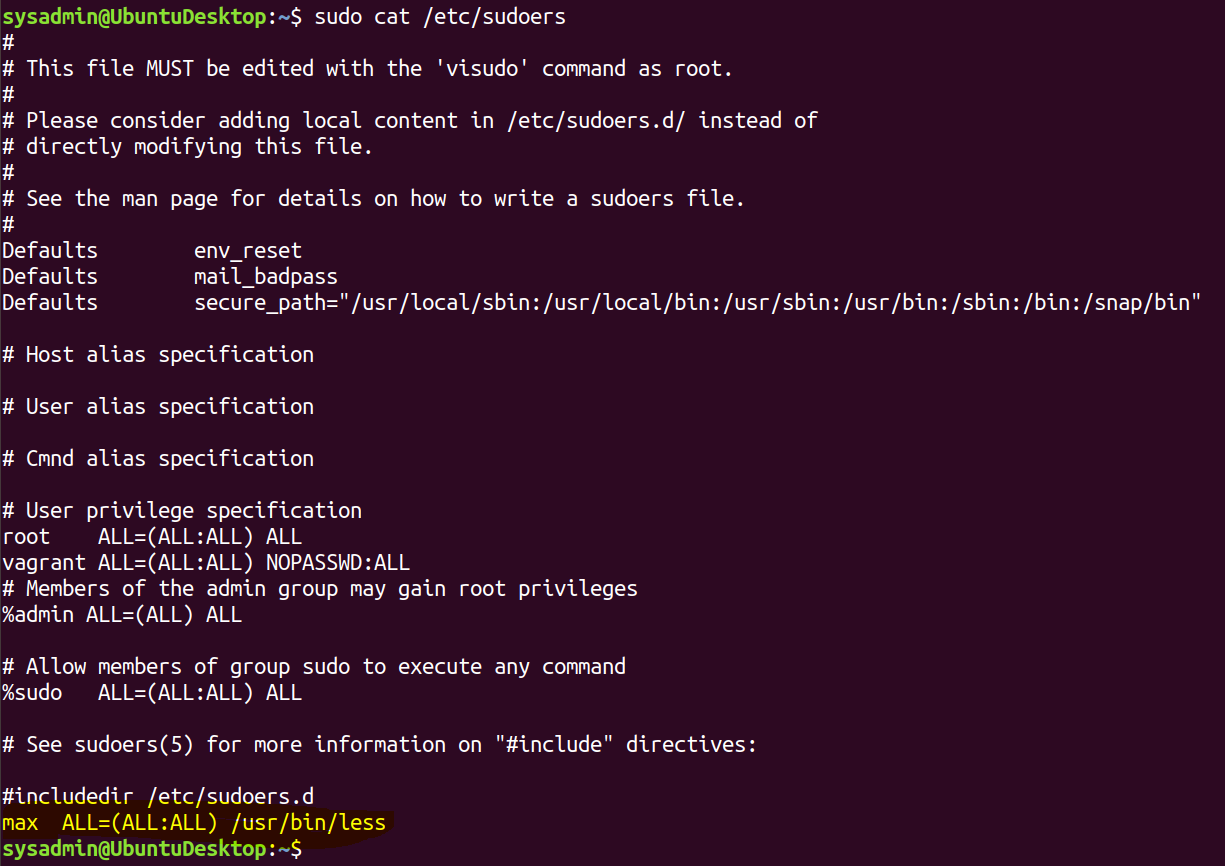 sysadmin@UbuntuDesktop:~$ sudo cat /etc/sudoers
#
# This file MUST be edited with the 'visudo' command as root.
#
# Please consider adding local content in /etc/sudoers.d/ instead of
# directly modifying this file.
#
# See the man page for details on how to write a sudoers file.
#
Defaults        env_reset
Defaults        mail_badpass
Defaults        secure_path="/usr/local/sbin:/usr/local/bin:/usr/sbin:/usr/bin:/sbin:/bin:/snap/bin"

# Host alias specification

# User alias specification

# Cmnd alias specification

# User privilege specification
root    ALL=(ALL:ALL) ALL
vagrant ALL=(ALL:ALL) NOPASSWD:ALL
# Members of the admin group may gain root privileges
%admin ALL=(ALL) ALL

# Allow members of group sudo to execute any command
%sudo   ALL=(ALL:ALL) ALL

# See sudoers(5) for more information on "#include" directives:

#includedir /etc/sudoers.d
max  ALL=(ALL:ALL) /usr/bin/less
sysadmin@UbuntuDesktop:~$